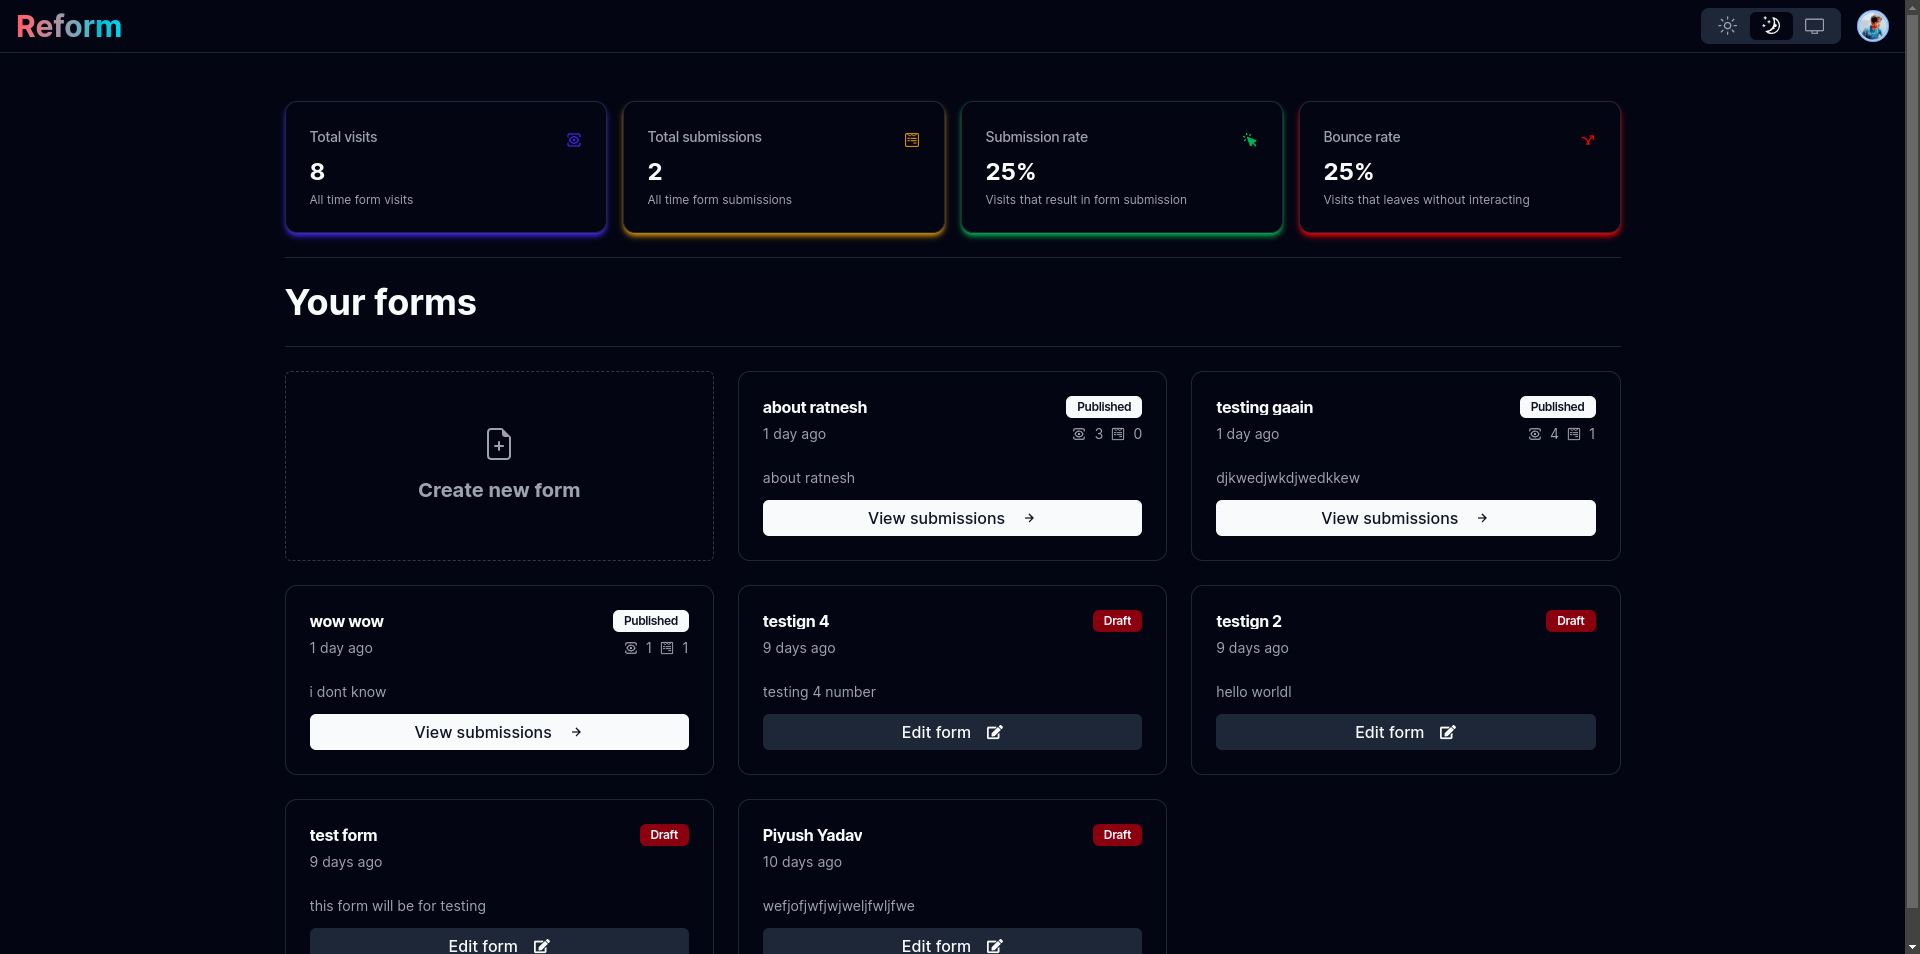 Reform
Total visits
8
All time form visits
Total submissions
2
All time form submissions
Submission rate
25%
Visits that result in form submission
Bounce rate
25%
Visits that leaves without interacting
Your forms
Create new form
about ratnesh
Published
1 day ago
3 0
about ratnesh
View submissions
testing gaain
Published
1 day ago
4 1
djkwedjwkdjwedkkew
View submissions
wow wow
Published
1 day ago
1 1
i dont know
View submissions
testign 4
Draft
9 days ago
testing 4 number
Edit form
testign 2
Draft
9 days ago
hello worldl
Edit form
test form
Draft
9 days ago
this form will be for testing
Edit form
Piyush Yadav
Draft
10 days ago
wefjofjwfjwjweljfwljfwe
Edit form